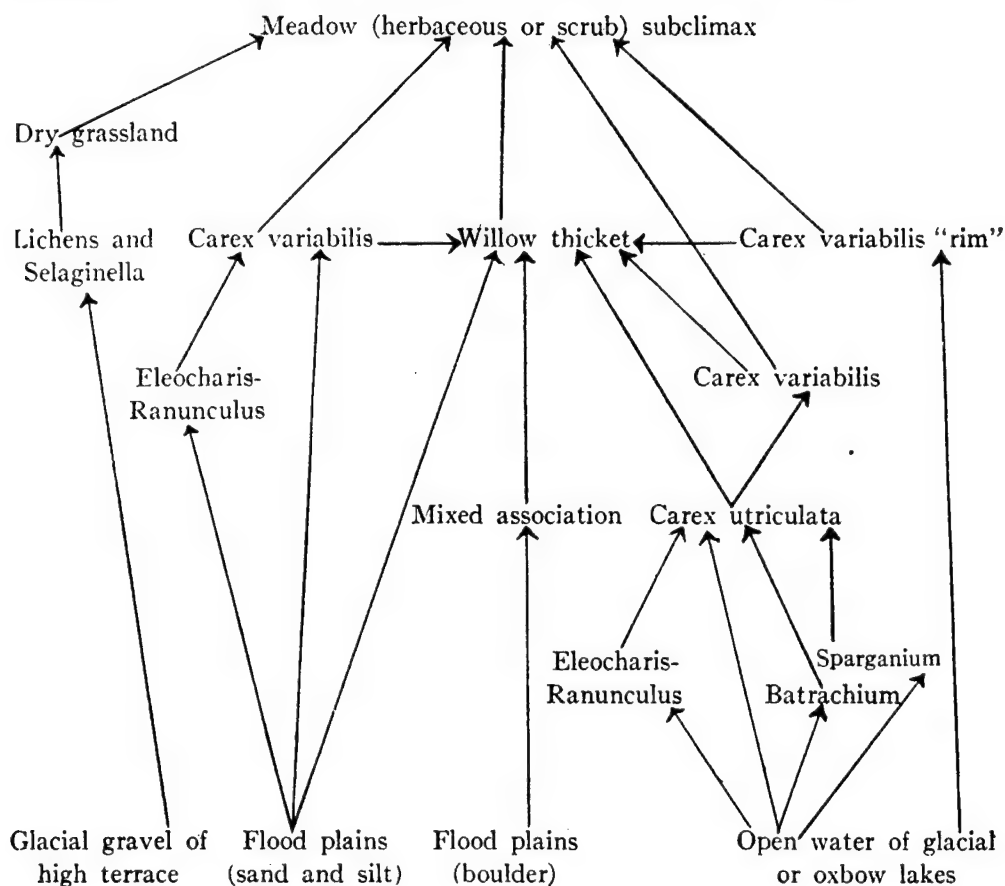 Meadow (herbaceous or scrub) subclimax
Dry grassland
Lichens and
Selaginella
Carex variabilis
Willow thicket
Carex variabilis "rim"
Eleocharis-
Ranunculus
Carex variabilis
Mixed association
Carex utriculata
Eleocharis-
Ranunculus
Sparganium
Batrachium
Glacial gravel of
high terrace
Flood plains
(sand and silt)
Flood plains
(boulder)
Open water of glacial
or oxbow lakes